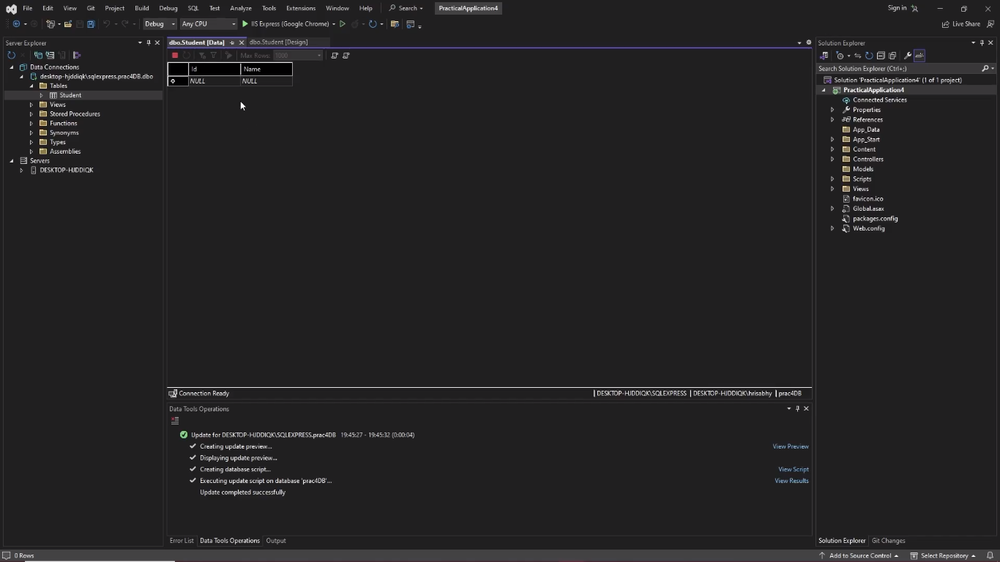 File Edit View Git Project Build Debug SQL Test Analyze Tools Extensions Window Help Search PracticalApplication4 Sign in
Debug Any CPU IIS Express (Google Chrome) Live Share
Server Explorer
Data Connections
desktop-hjddiqk\sqlexpress.prac4DB.dbo
Tables
Student
Views
Stored Procedures
Functions
Synonyms
Types
Assemblies
Servers
DESKTOP-HJDDIQK
dbo.Student [Data] dbo.Student [Design]
Max Rows: 1000
Id Name
NULL NULL
Connection Ready DESKTOP-HJDDIQK\SQLEXPRESS DESKTOP-HJDDIQK\hrisabhy prac4DB
Data Tools Operations
Update for DESKTOP-HJDDIQK\SQLEXPRESS.prac4DB 19:45:27 - 19:45:32 (0:00:04)
Creating update preview... View Preview
Displaying update preview...
Creating database script... View Script
Executing update script on database 'prac4DB'... View Results
Update completed successfully
Error List Data Tools Operations Output
Solution Explorer
Search Solution Explorer (Ctrl+;)
Solution 'PracticalApplication4' (1 of 1 project)
PracticalApplication4
Connected Services
Properties
References
App_Data
App_Start
Content
Controllers
Models
Scripts
Views
favicon.ico
Global.asax
packages.config
Web.config
Solution Explorer Git Changes
0 Rows Add to Source Control Select Repository